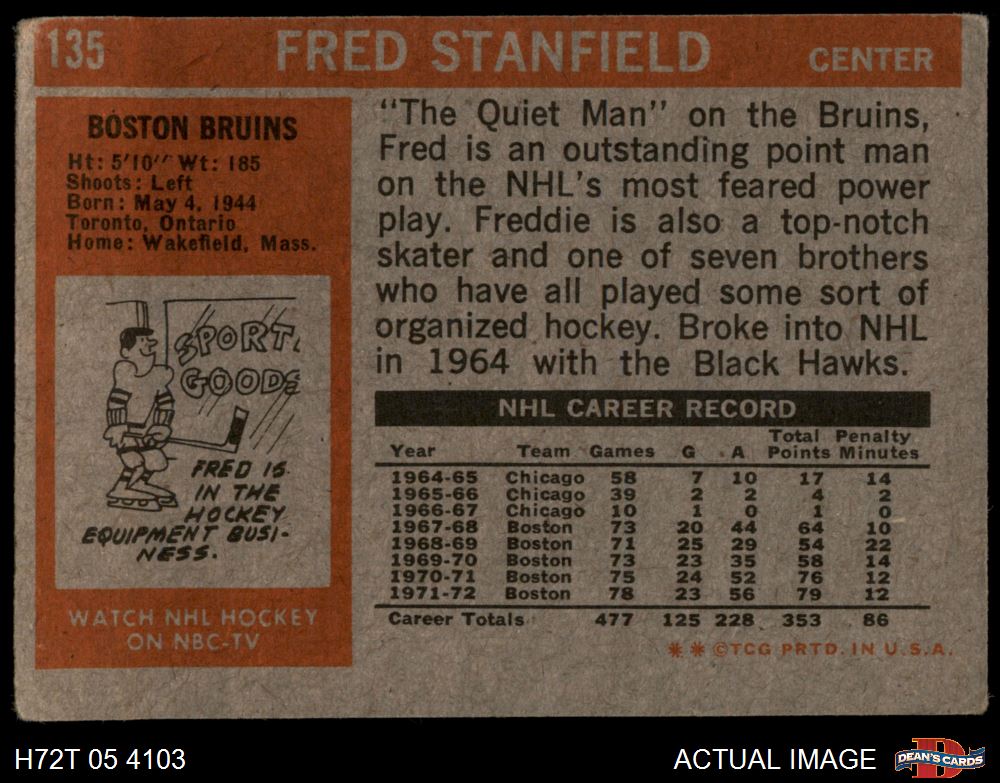 135 FRED STANFIELD CENTER
BOSTON BRUINS
Ht: 5'10" Wt: 185
Shoots: Left
Born: May 4, 1944
Toronto, Ontario
Home: Wakefield, Mass.
SPORT
GOODS
FRED IS
IN THE
HOCKEY
EQUIPMENT BUSI-
NESS.
WATCH NHL HOCKEY
ON NBC-TV
"The Quiet Man" on the Bruins,
Fred is an outstanding point man
on the NHL's most feared power
play. Freddie is also a top-notch
skater and one of seven brothers
who have all played some sort of
organized hockey. Broke into NHL
in 1964 with the Black Hawks.
NHL CAREER RECORD
Total Penalty
Year Team Games G A Points Minutes
1964-65 Chicago 58 7 10 17 14
1965-66 Chicago 39 2 2 4 2
1966-67 Chicago 10 1 0 1 0
1967-68 Boston 73 20 44 64 10
1968-69 Boston 71 25 29 54 22
1969-70 Boston 73 23 35 58 14
1970-71 Boston 75 24 52 76 12
1971-72 Boston 78 23 56 79 12
Career Totals 477 125 228 353 86
* * ©TCG PRTD. IN U.S.A.
H72T 05 4103 ACTUAL IMAGE DEAN'S CARDS